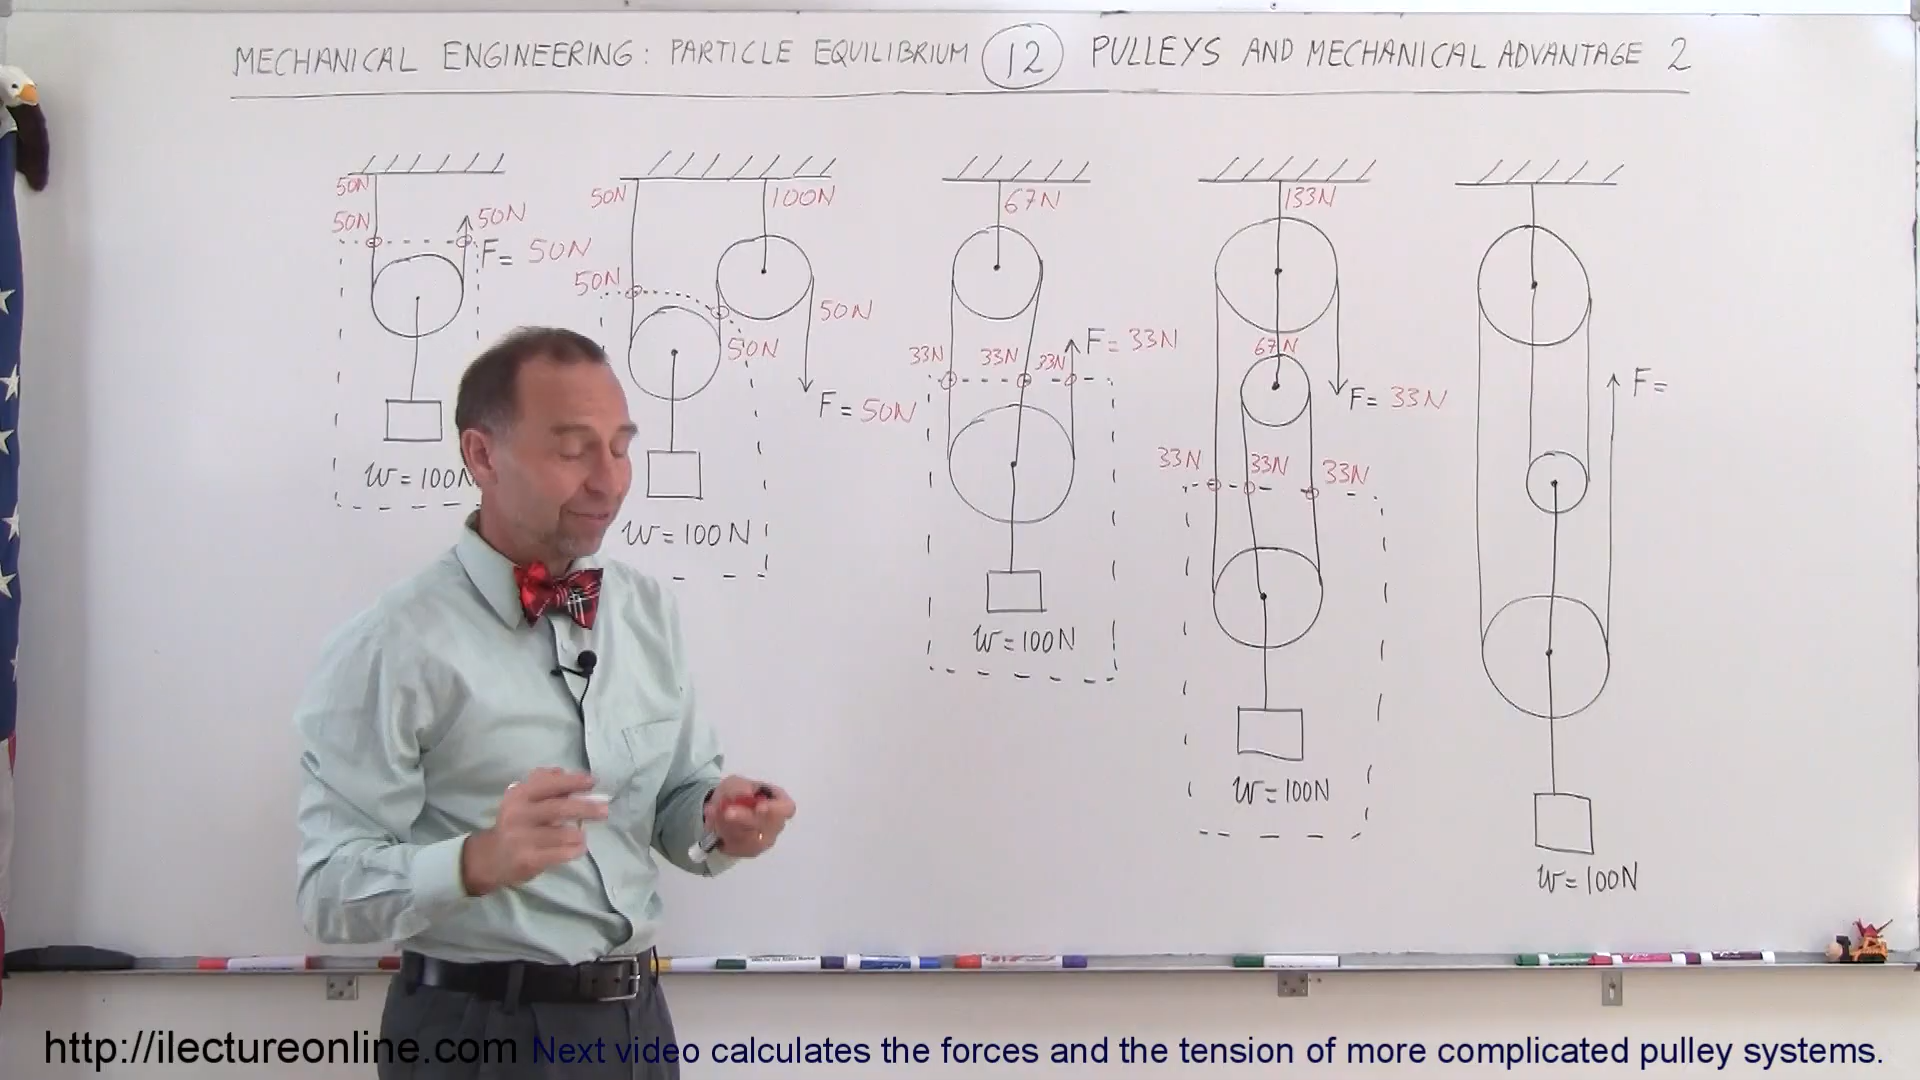 MECHANICAL ENGINEERING: PARTICLE EQUILIBRIUM 12 PULLEYS AND MECHANICAL ADVANTAGE 2
50N
50N
50N
F= 50N
W=100N
50N
100N
50N
50N
50N
F=50N
W=100N
67N
33N
33N
33N
F=33N
W=100N
133N
67N
F=33N
33N
33N
33N
W=100N
F=
W=100N
http://ilectureonline.com Next video calculates the forces and the tension of more complicated pulley systems.